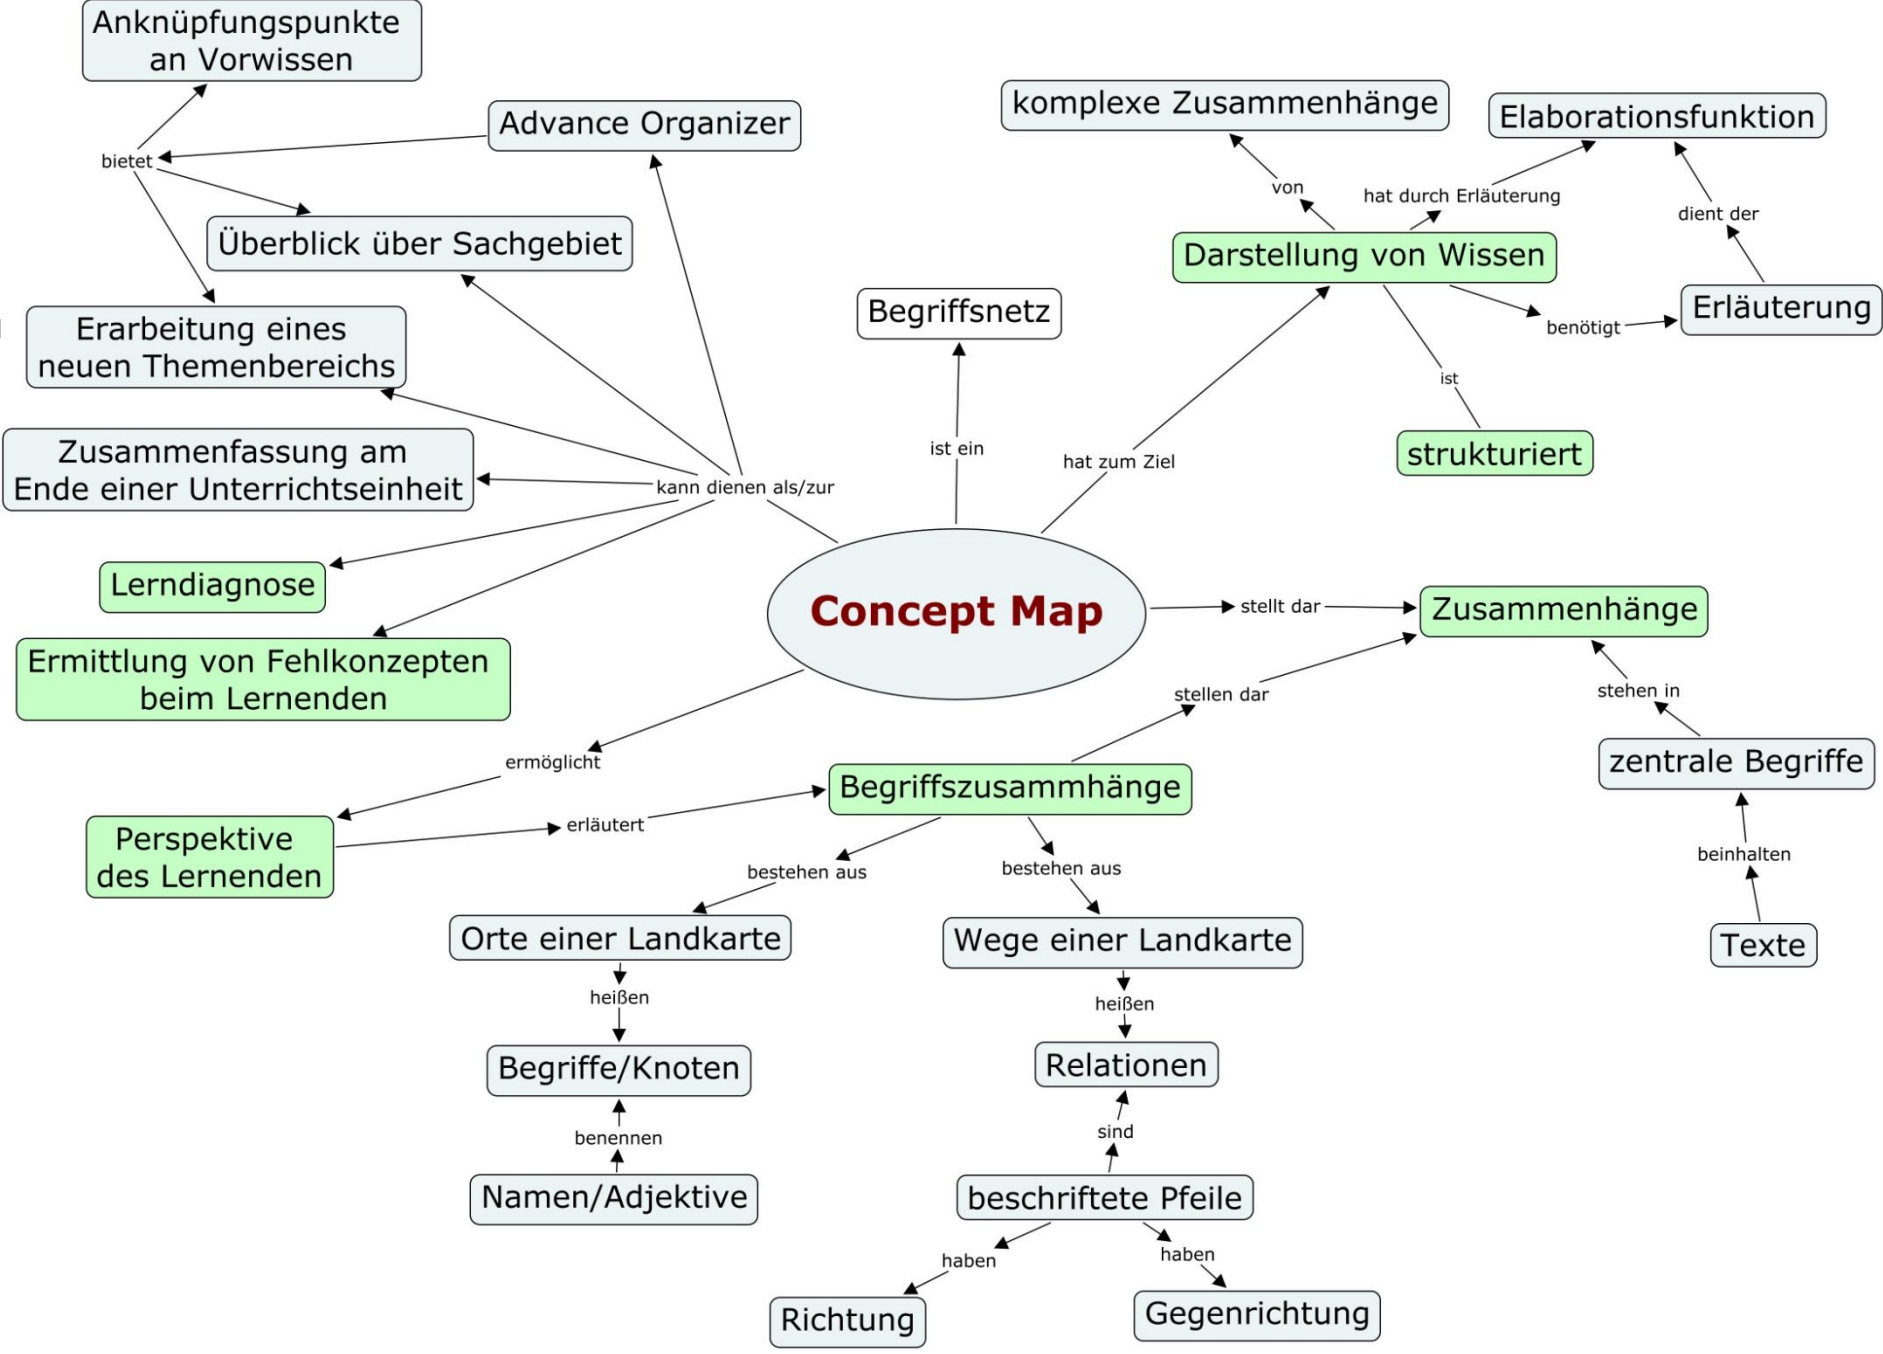 Anknüpfungspunkte
an Vorwissen
Advance Organizer
komplexe Zusammenhänge
Elaborationsfunktion
bietet
von
hat durch Erläuterung
dient der
Überblick über Sachgebiet
Darstellung von Wissen
Begriffsnetz
Erläuterung
benötigt
Erarbeitung eines
neuen Themenbereichs
ist
Zusammenfassung am
Ende einer Unterrichtseinheit
ist ein
hat zum Ziel
strukturiert
kann dienen als/zur
Lerndiagnose
Concept Map
stellt dar
Zusammenhänge
Ermittlung von Fehlkonzepten
beim Lernenden
stellen dar
stehen in
ermöglicht
zentrale Begriffe
Begriffszusammhänge
erläutert
Perspektive
des Lernenden
bestehen aus
bestehen aus
beinhalten
Orte einer Landkarte
Wege einer Landkarte
Texte
heißen
heißen
Begriffe/Knoten
Relationen
benennen
sind
Namen/Adjektive
beschriftete Pfeile
haben
haben
Richtung
Gegenrichtung